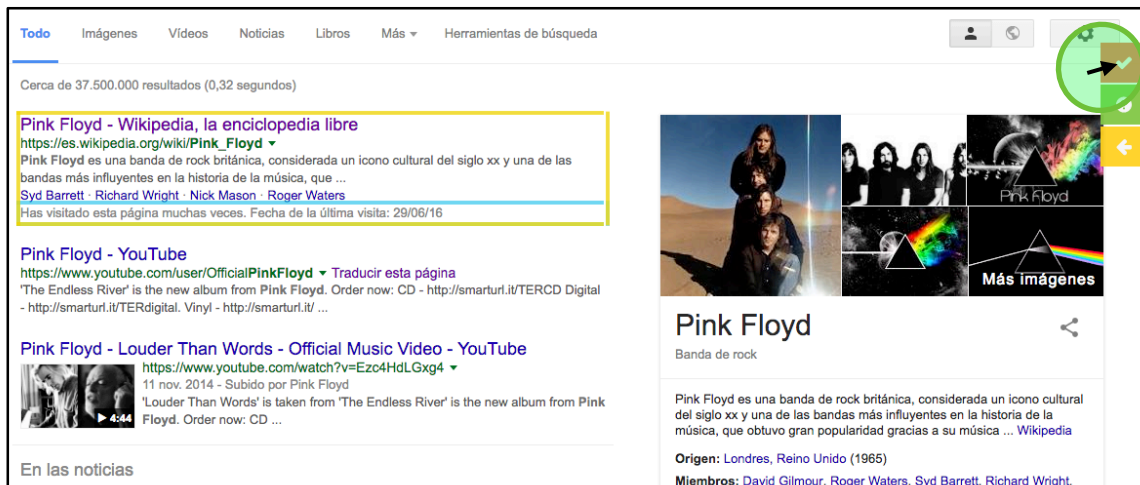 Todo Imágenes Vídeos Noticias Libros Más Herramientas de búsqueda
Cerca de 37.500.000 resultados (0,32 segundos)
Pink Floyd - Wikipedia, la enciclopedia libre
https://es.wikipedia.org/wiki/Pink_Floyd
Pink Floyd es una banda de rock británica, considerada un icono cultural del siglo xx y una de las
bandas más influyentes en la historia de la música, que ...
Syd Barrett · Richard Wright · Nick Mason · Roger Waters
Has visitado esta página muchas veces. Fecha de la última visita: 29/06/16
Pink Floyd - YouTube
https://www.youtube.com/user/OfficialPinkFloyd Traducir esta página
'The Endless River' is the new album from Pink Floyd. Order now: CD - http://smarturl.it/TERCD Digital
- http://smarturl.it/TERdigital. Vinyl - http://smarturl.it/ ...
Pink Floyd - Louder Than Words - Official Music Video - YouTube
https://www.youtube.com/watch?v=Ezc4HdLGxg4
11 nov. 2014 - Subido por Pink Floyd
'Louder Than Words' is taken from 'The Endless River' is the new album from Pink
Floyd. Order now: CD ...
4:44
En las noticias
Pink Floyd
Más imágenes
Pink Floyd
Banda de rock
Pink Floyd es una banda de rock británica, considerada un icono cultural
del siglo xx y una de las bandas más influyentes en la historia de la
música, que obtuvo gran popularidad gracias a su música ... Wikipedia
Origen: Londres, Reino Unido (1965)
Miembros: David Gilmour, Roger Waters, Syd Barrett, Richard Wright,